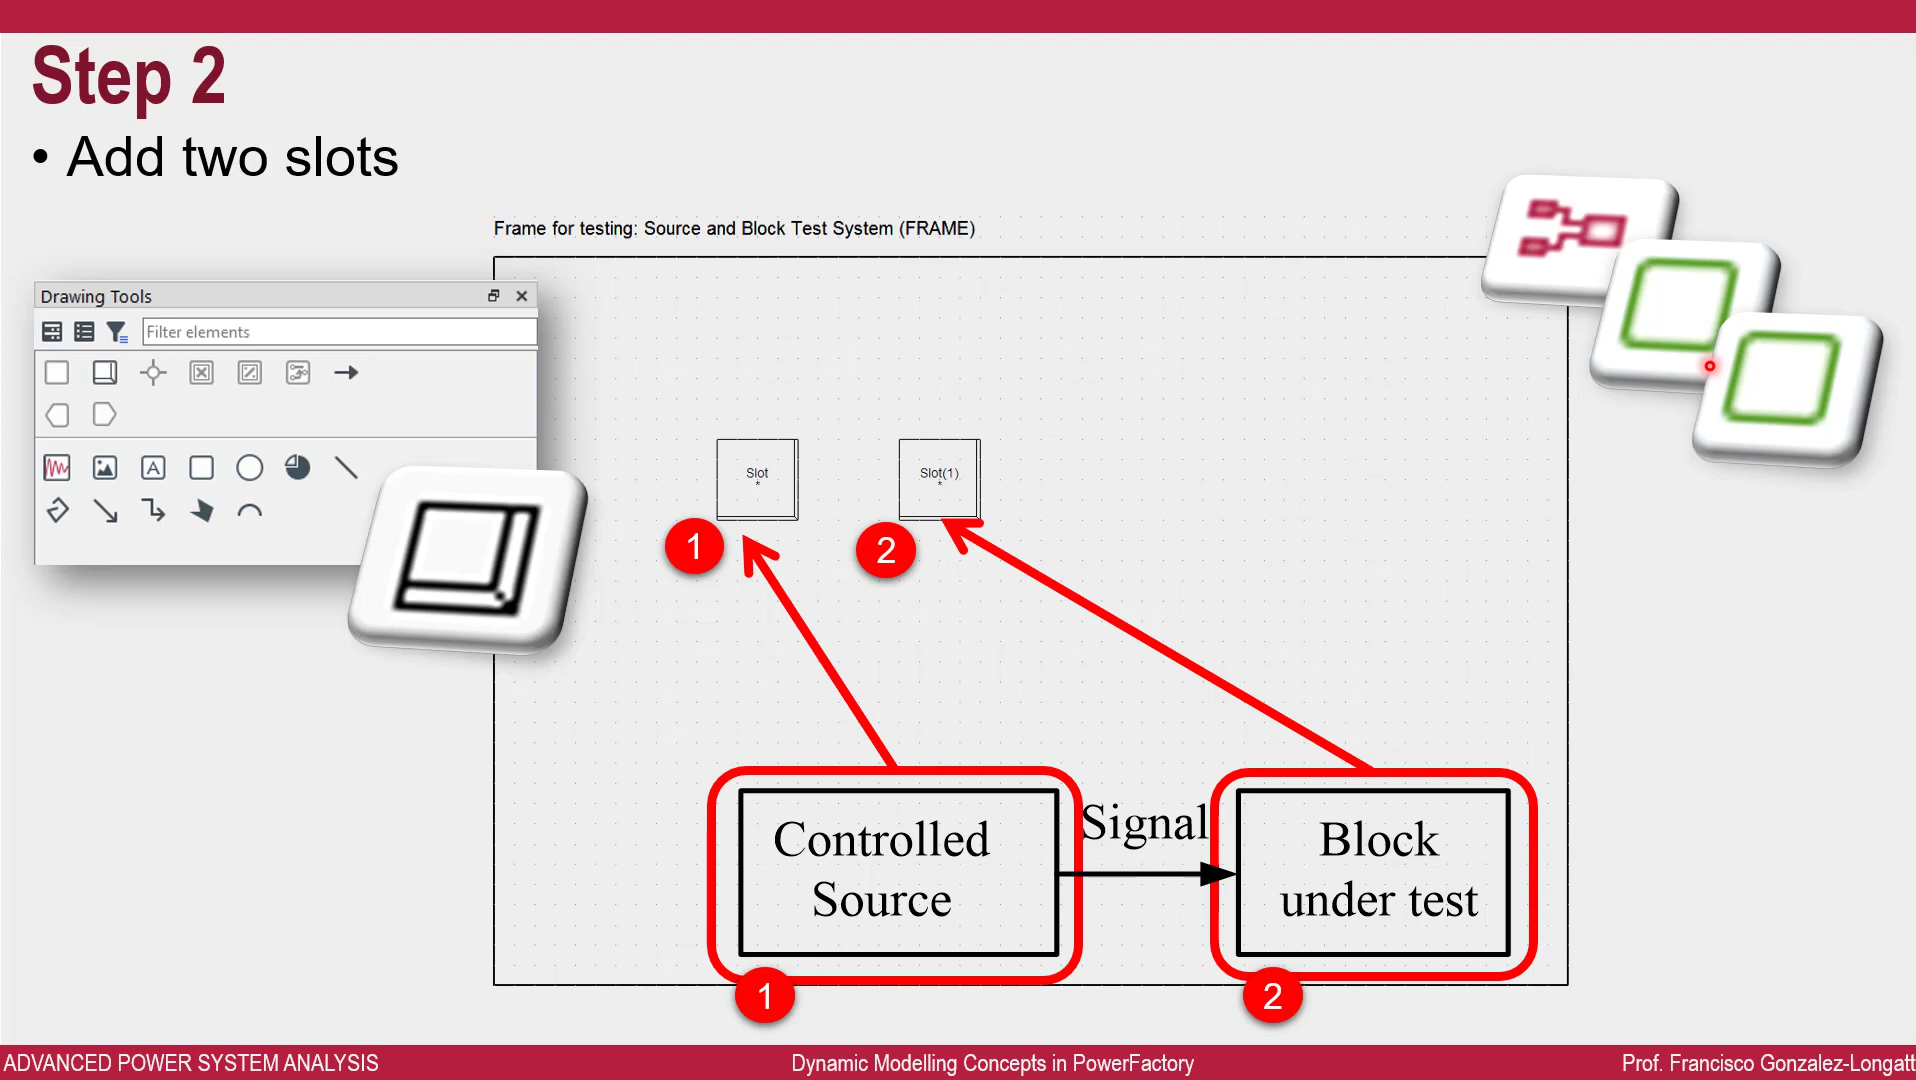 Step 2
• Add two slots
Frame for testing: Source and Block Test System (FRAME)
Drawing Tools
Filter elements
A
Slot
*
Slot(1)
*
1
2
Controlled
Source
Signal
Block
under test
1
2
ADVANCED POWER SYSTEM ANALYSIS
Dynamic Modelling Concepts in PowerFactory
Prof. Francisco Gonzalez-Longatt